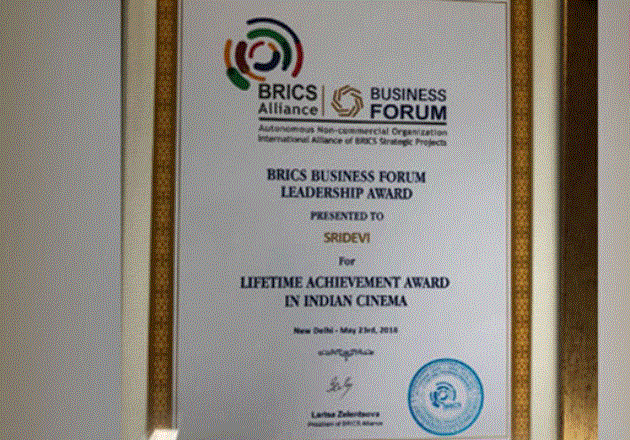 BRICS
Alliance
BUSINESS
FORUM
Autonomous Non-commercial Organization
International Alliance of BRICS Strategic Projects
BRICS BUSINESS FORUM
LEADERSHIP AWARD
PRESENTED TO
SRIDEVI
For
LIFETIME ACHIEVEMENT AWARD
IN INDIAN CINEMA
New Delhi - May 23rd, 2018
Larisa Zelentsova
President of BRICS Alliance
BRICS